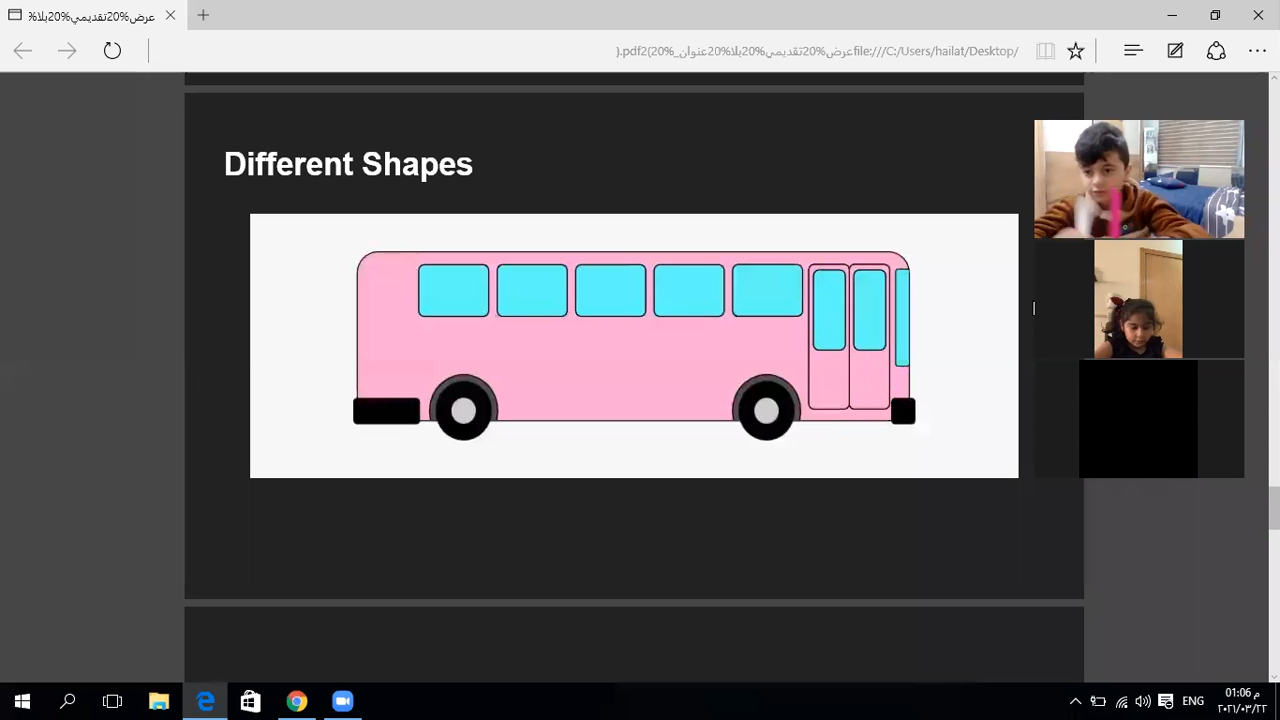 عرض%20تقديمي%20بلا%
file:///C:/Users/hailat/Desktop/عرض%20تقديمي%20بلا%20عنوان_%20(2).pdf
Different Shapes
ENG
01:06 م
٢٠٢١/٠٣/٢٢